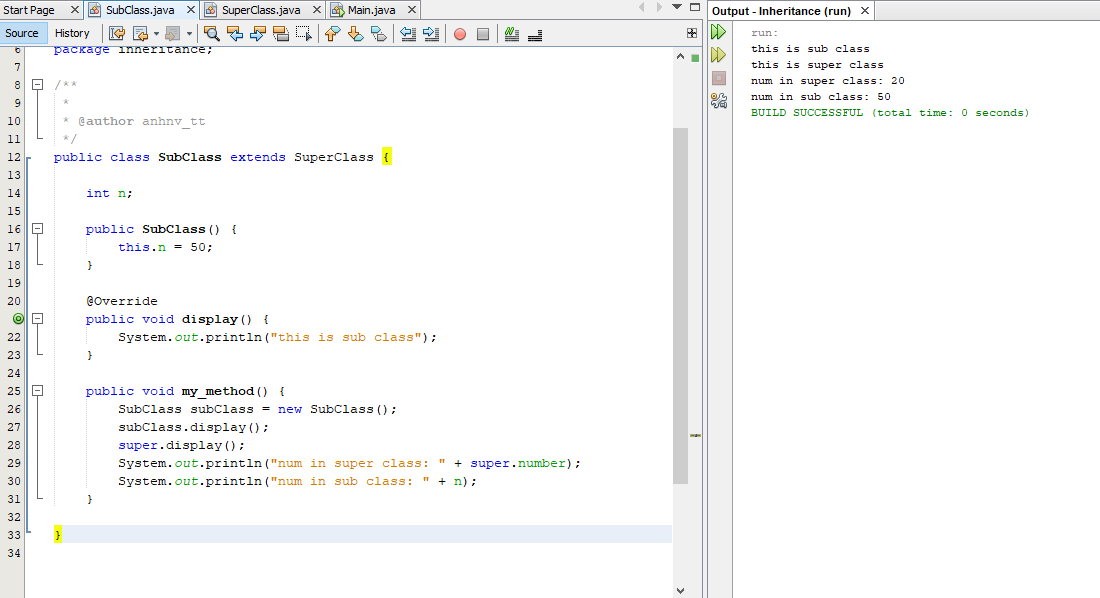 Start Page SubClass.java SuperClass.java Main.java
Source History
6 package inheritance;
7
8 /**
9 *
10 * @author anhnv_tt
11 */
12 public class SubClass extends SuperClass {
13
14 int n;
15
16 public SubClass() {
17 this.n = 50;
18 }
19
20 @Override
public void display() {
22 System.out.println("this is sub class");
23 }
24
25 public void my_method() {
26 SubClass subClass = new SubClass();
27 subClass.display();
28 super.display();
29 System.out.println("num in super class: " + super.number);
30 System.out.println("num in sub class: " + n);
31 }
32
33 }
34
Output - Inheritance (run)
run:
this is sub class
this is super class
num in super class: 20
num in sub class: 50
BUILD SUCCESSFUL (total time: 0 seconds)